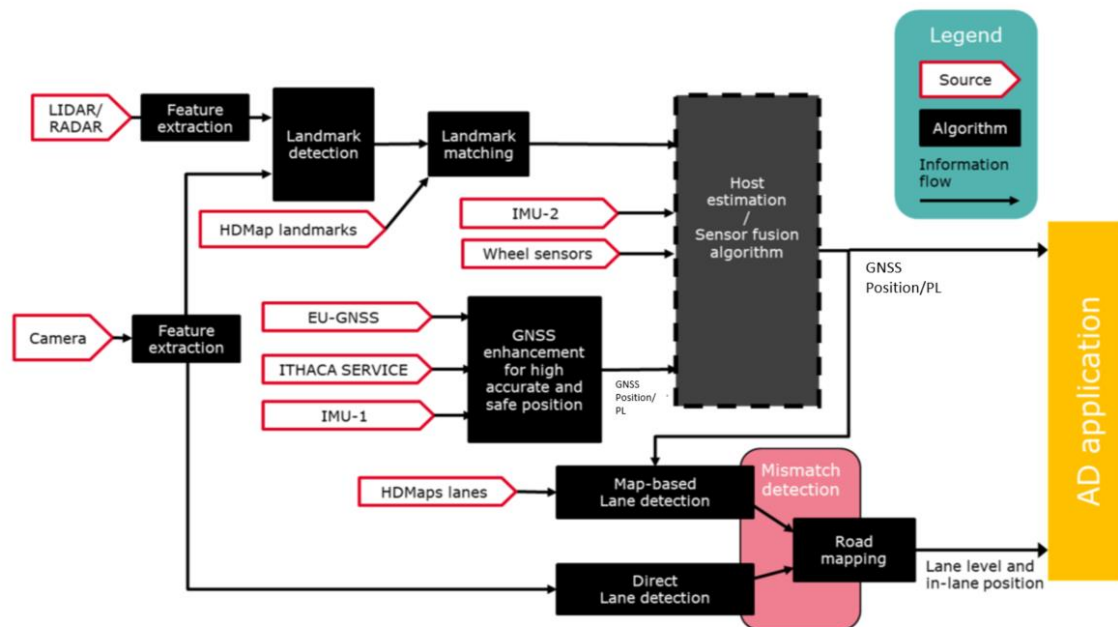 Legend
Source
Algorithm
Information
flow
LIDAR/
RADAR
Feature
extraction
Landmark
detection
Landmark
matching
HDMap landmarks
IMU-2
Wheel sensors
Host
estimation
/
Sensor fusion
algorithm
GNSS
Position/PL
Camera
Feature
extraction
EU-GNSS
ITHACA SERVICE
IMU-1
GNSS
enhancement
for high
accurate and
safe position
GNSS
Position/
PL
HDMaps lanes
Map-based
Lane detection
Mismatch
detection
Direct
Lane detection
Road
mapping
Lane level and
in-lane position
AD application